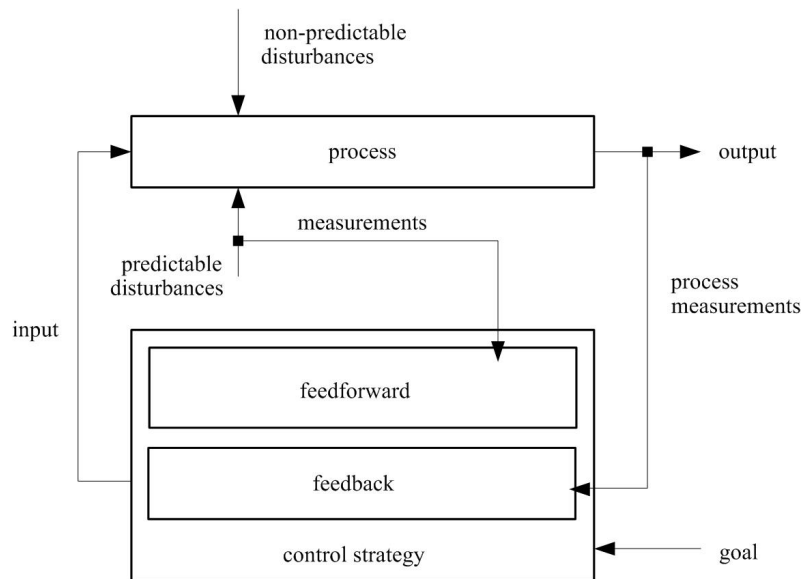 non-predictable
disturbances
process
output
measurements
predictable
disturbances
process
measurements
input
feedforward
feedback
control strategy
goal